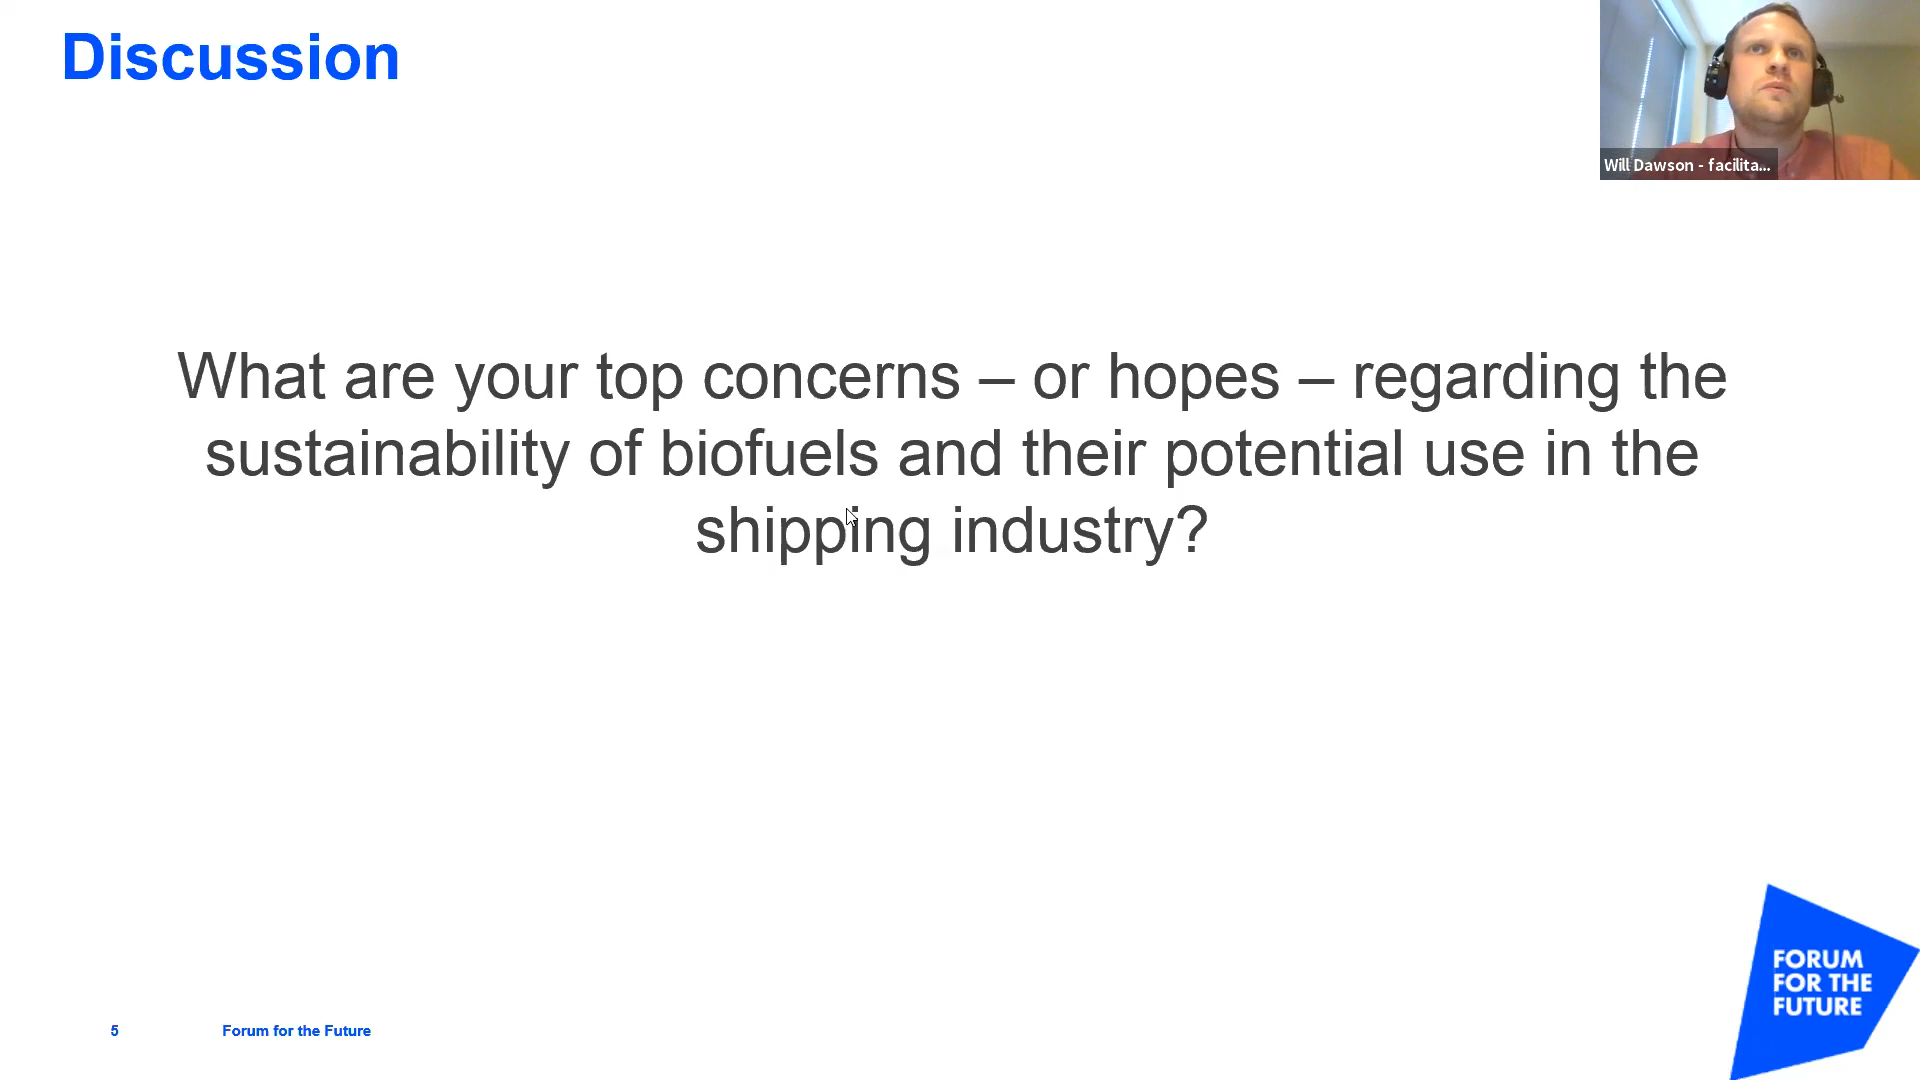 Discussion
Will Dawson - facilita...
What are your top concerns – or hopes – regarding the
sustainability of biofuels and their potential use in the
shipping industry?
FORUM
FOR THE
FUTURE
5
Forum for the Future